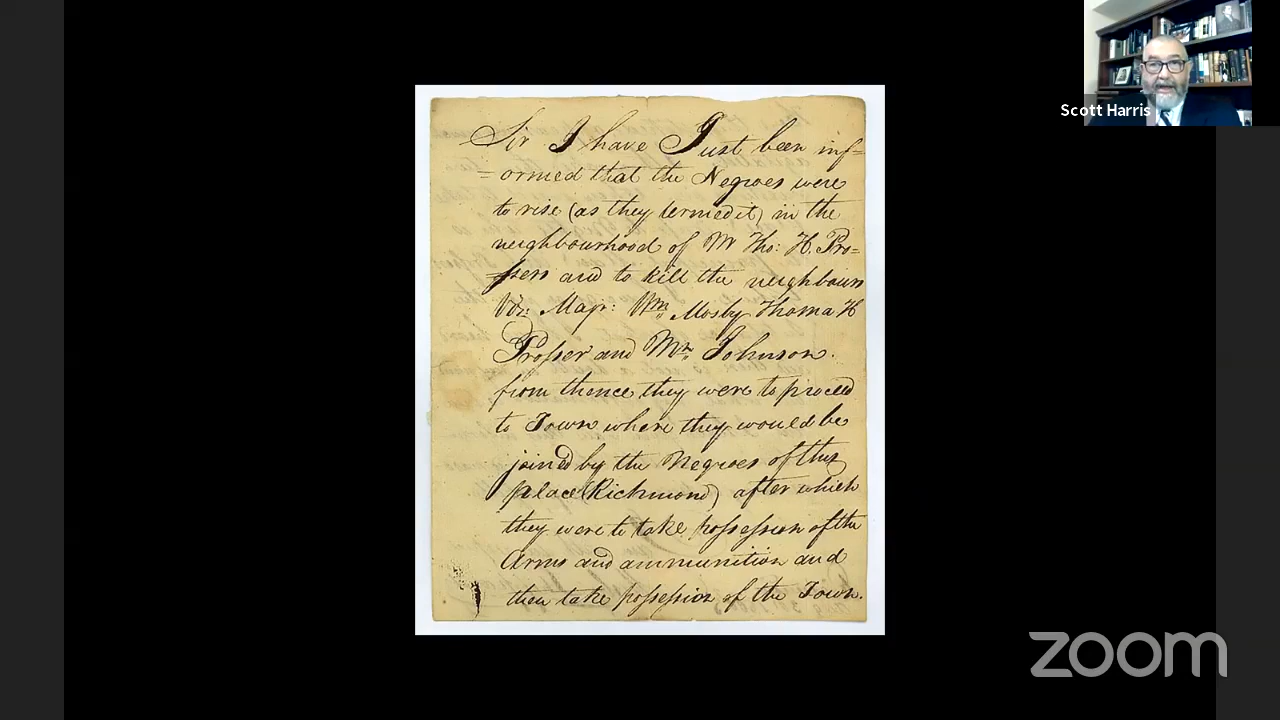 Scott Harris
Sir I have Just been inf=
=ormed that the Negroes were
to rise (as they termed it) in the
neighbourhood of Mr Tho: H. Pro=
=ssers and to kill the neighbours
Viz: Majr: Wm Mosby Thoma H
Prosser and Mr. Johnson.
from thence they were to proceed
to Town where they would be
joined by the Negroes of this
place (Richmond) after which
they were to take possession of the
Arms and ammunition and
then take possession of the Town.
zoom